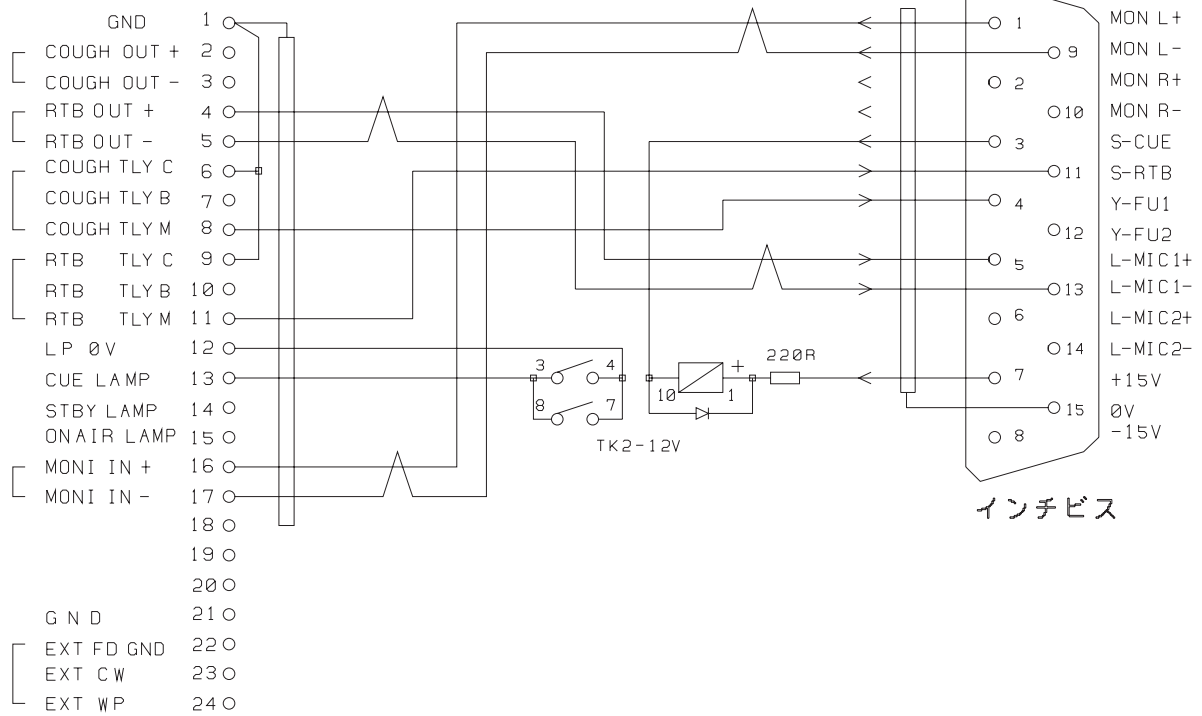 GND 1
COUGH OUT + 2
COUGH OUT - 3
RTB OUT + 4
RTB OUT - 5
COUGH TLY C 6
COUGH TLY B 7
COUGH TLY M 8
RTB TLY C 9
RTB TLY B 10
RTB TLY M 11
LP 0V 12
CUE LAMP 13
STBY LAMP 14
ONAIR LAMP 15
MONI IN + 16
MONI IN - 17
18
19
20
GND 21
EXT FD GND 22
EXT CW 23
EXT WP 24
3 4
8 7
TK2-12V
10 1
+
220R
1 MON L+
9 MON L-
2 MON R+
10 MON R-
3 S-CUE
11 S-RTB
4 Y-FU1
12 Y-FU2
5 L-MIC1+
13 L-MIC1-
6 L-MIC2+
14 L-MIC2-
7 +15V
15 0V
8 -15V
インチビス